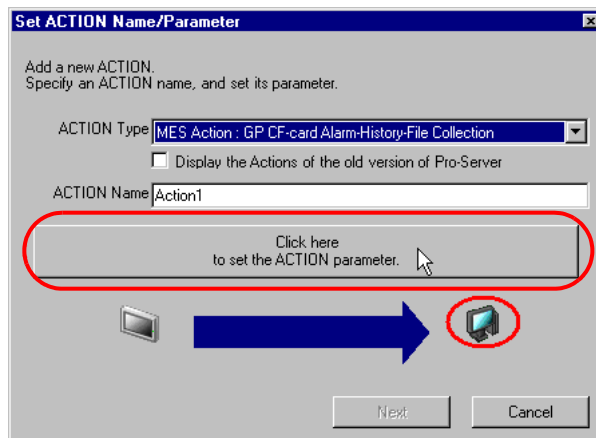 Set ACTION Name/Parameter
Add a new ACTION.
Specify an ACTION name, and set its parameter.
ACTION Type MES Action : GP CF-card Alarm-History-File Collection
Display the Actions of the old version of Pro-Server
ACTION Name Action1
Click here
to set the ACTION parameter.
Next Cancel